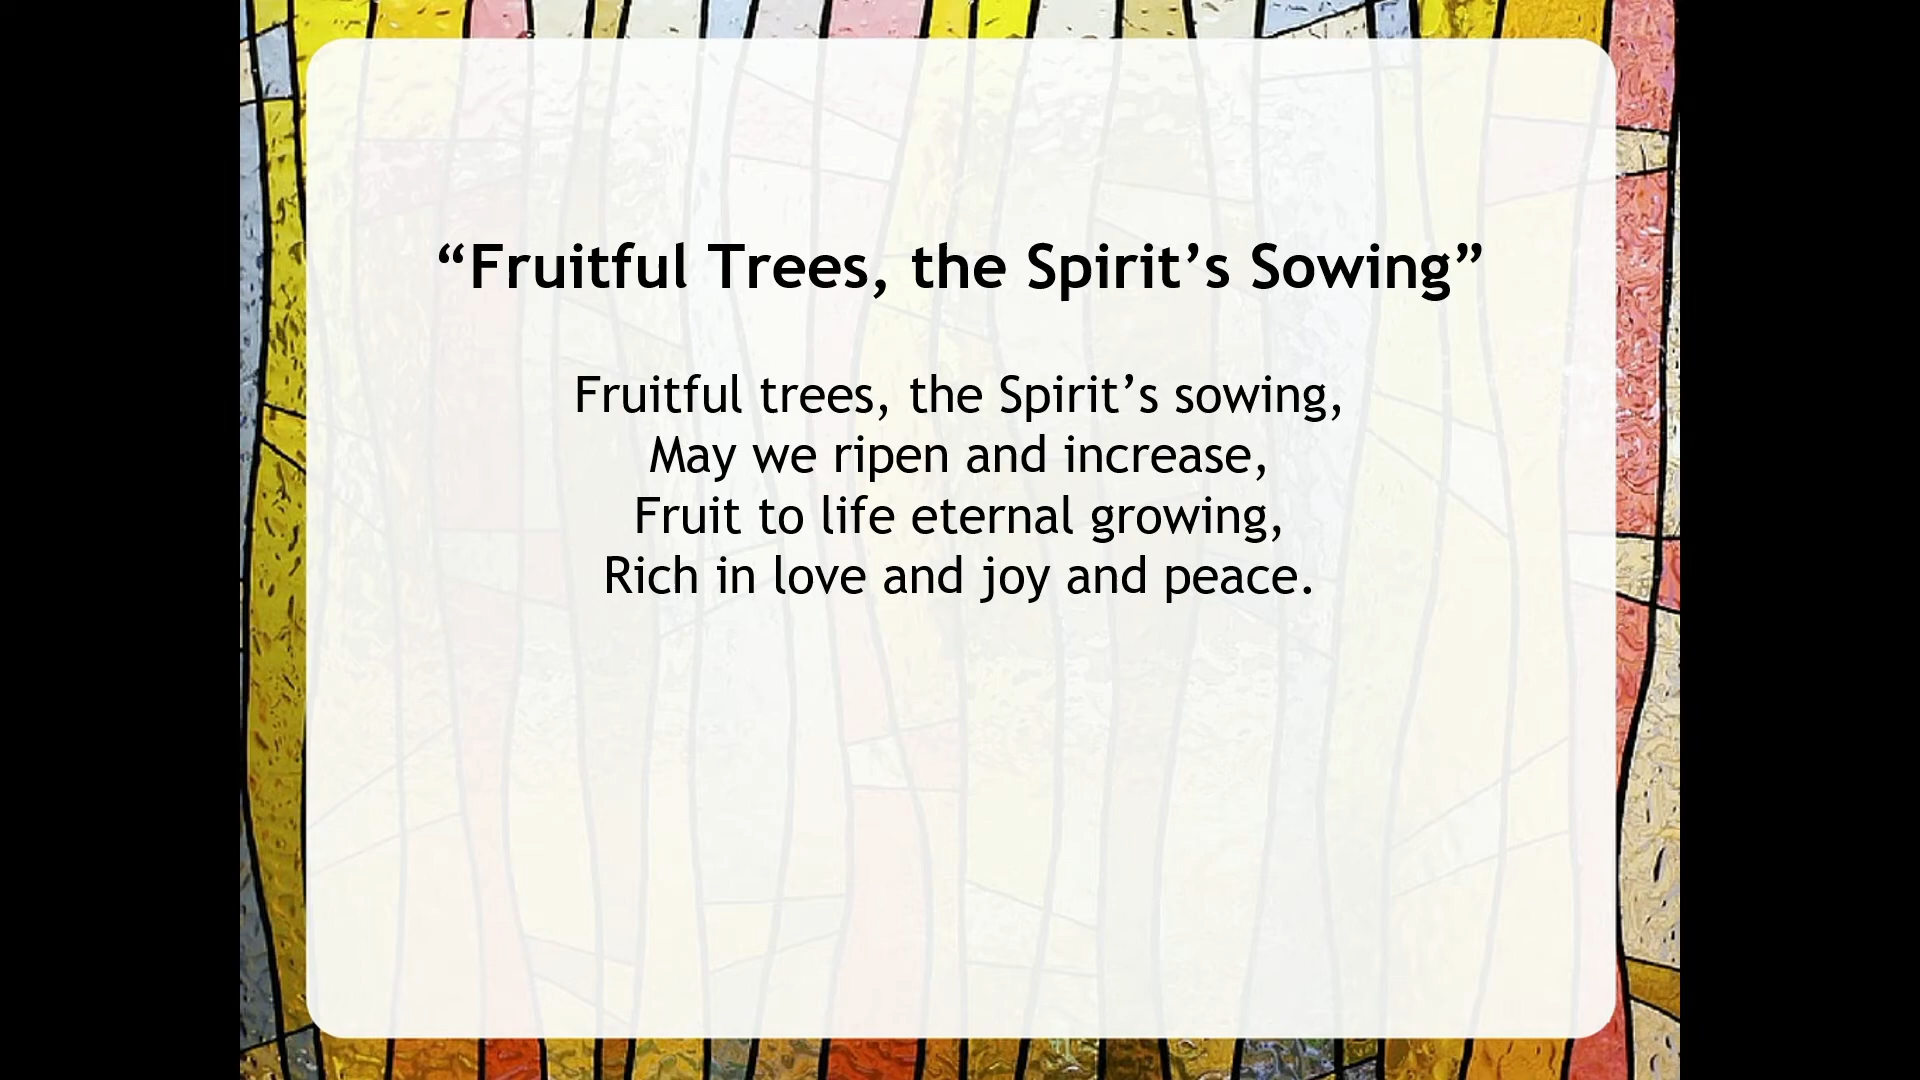 “Fruitful Trees, the Spirit’s Sowing”
Fruitful trees, the Spirit’s sowing,
May we ripen and increase,
Fruit to life eternal growing,
Rich in love and joy and peace.